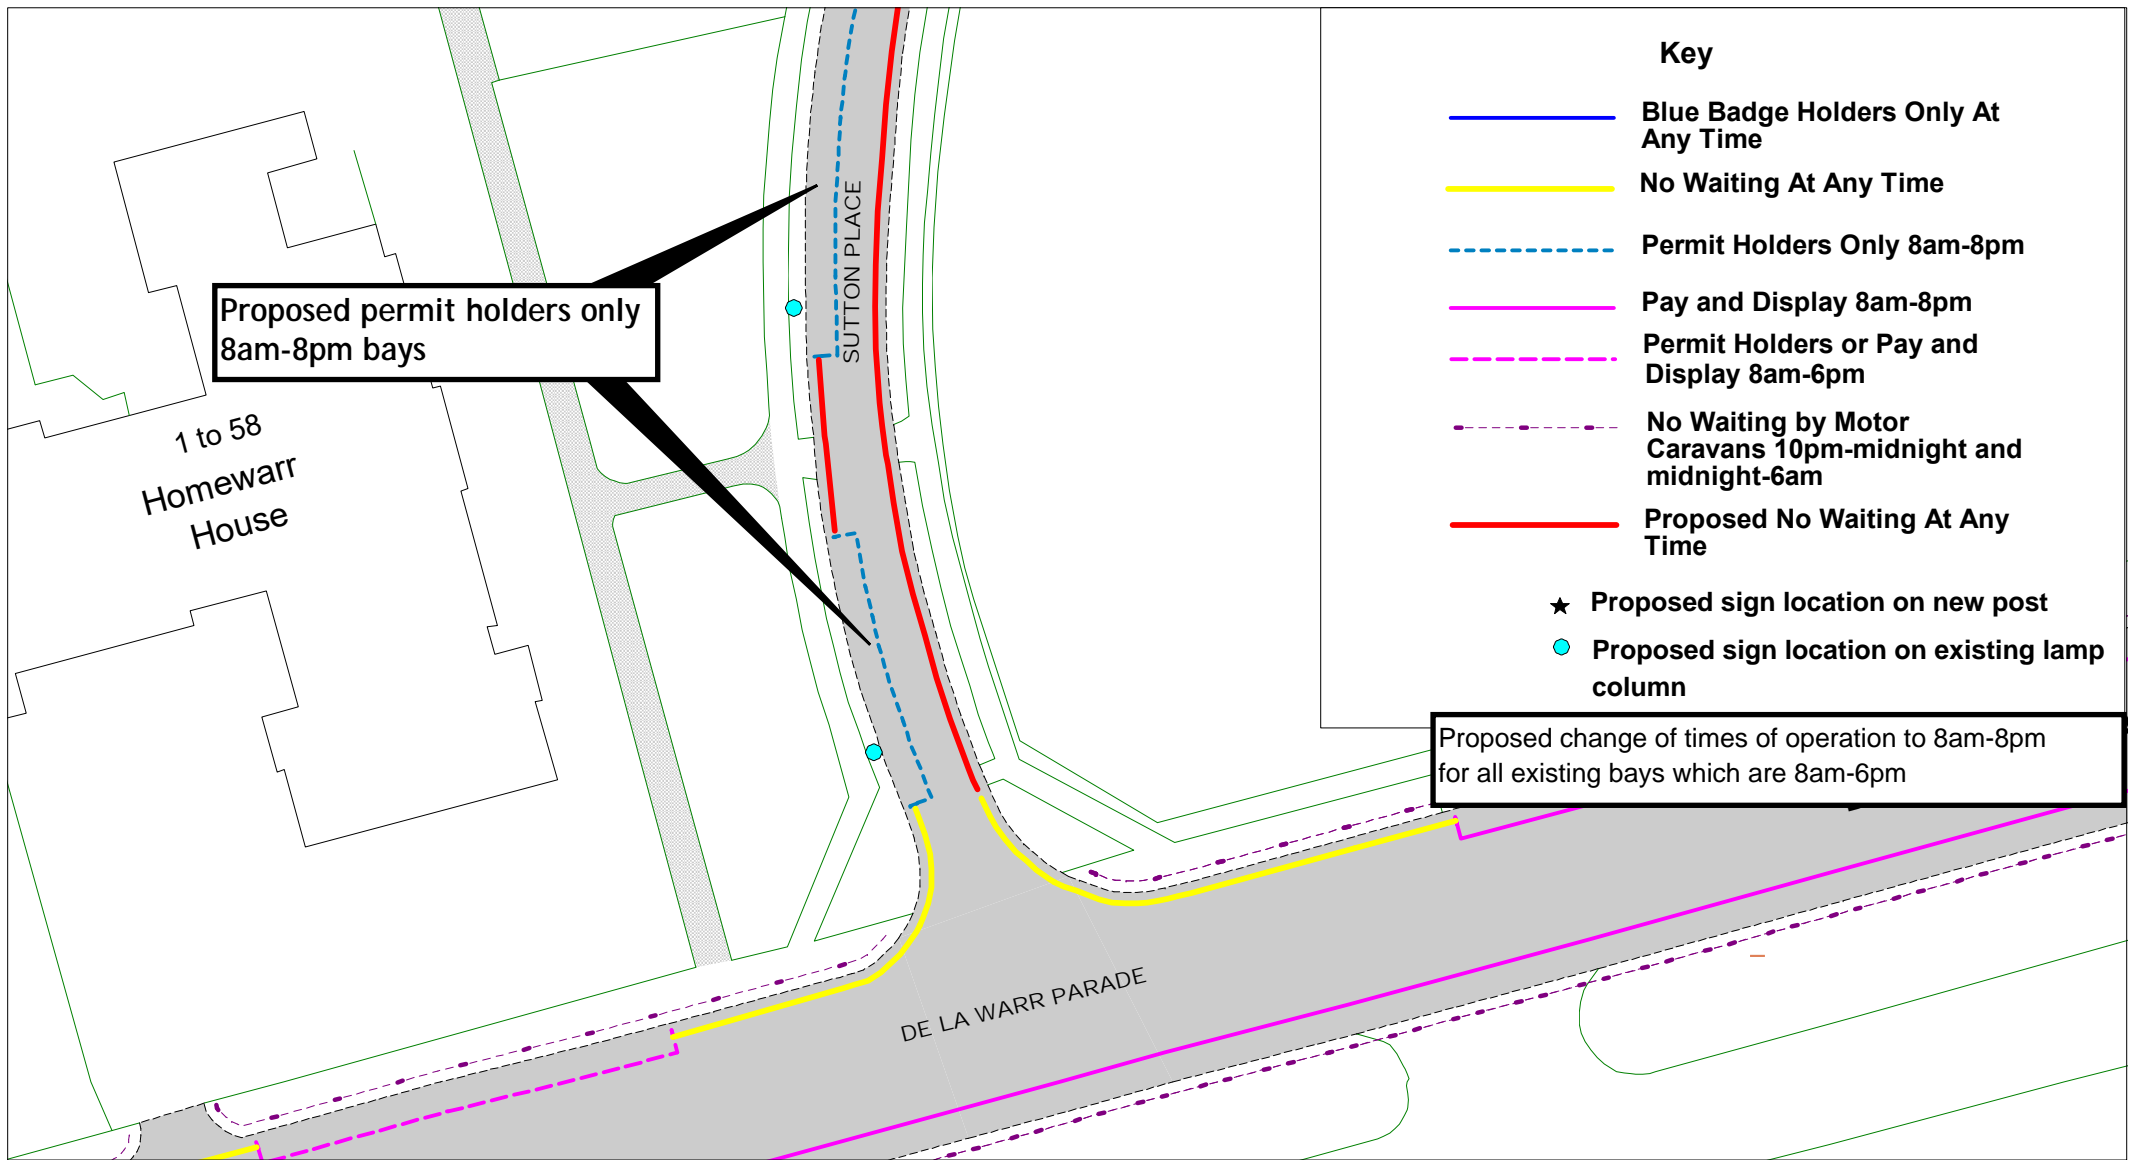 Key
Blue Badge Holders Only At
Any Time
No Waiting At Any Time
Permit Holders Only 8am-8pm
Pay and Display 8am-8pm
Permit Holders or Pay and
Display 8am-6pm
No Waiting by Motor
Caravans 10pm-midnight and
midnight-6am
Proposed No Waiting At Any
Time
Proposed sign location on new post
Proposed sign location on existing lamp
column
Proposed change of times of operation to 8am-8pm
for all existing bays which are 8am-6pm
Proposed permit holders only
8am-8pm bays
SUTTON PLACE
1 to 58
Homewarr
House
DE LA WARR PARADE